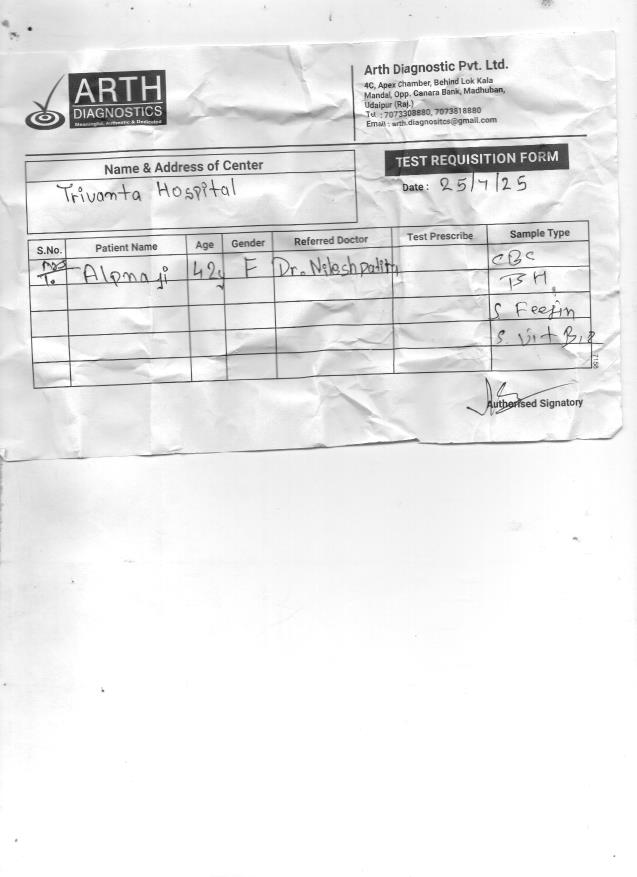 ARTH
DIAGNOSTICS
Meaningful, Authentic & Dedicated
Arth Diagnostic Pvt. Ltd.
4C, Apex Chamber, Behind Lok Kala
Mandal, Opp. Canara Bank, Madhuban,
Udaipur (Raj.)
Tel. : 7073308880, 7073818880
Email : arth.diagnositcs@gmail.com
Name & Address of Center
Trivanta Hospital
TEST REQUISITION FORM
Date : 25/7/25
S.No. Patient Name Age Gender Referred Doctor Test Prescribe Sample Type
Alpna ji 42y F Dr. Nilesh CBC
S.
S. Vit B12
Authorised Signatory